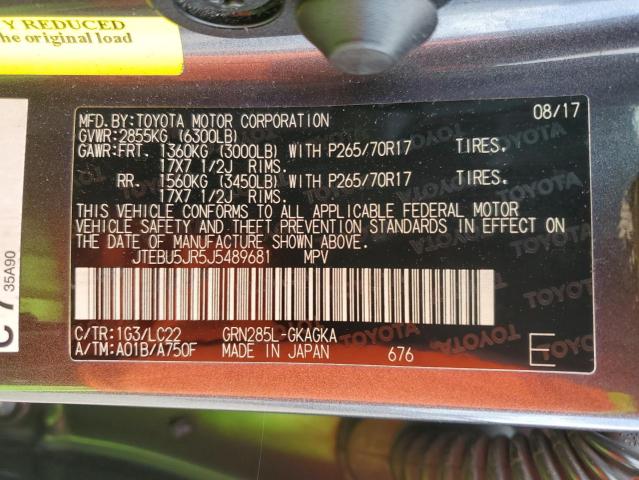 Y REDUCED
the original load
C 7
35A90
MFD. BY: TOYOTA MOTOR CORPORATION 08/17
GVWR: 2855KG (6300LB)
GAWR: FRT. 1360KG (3000LB) WITH P265/70R17 TIRES.
17X7 1/2J RIMS.
RR. 1560KG (3450LB) WITH P265/70R17 TIRES.
17X7 1/2J RIMS.
THIS VEHICLE CONFORMS TO ALL APPLICABLE FEDERAL MOTOR
VEHICLE SAFETY AND THEFT PREVENTION STANDARDS IN EFFECT ON
THE DATE OF MANUFACTURE SHOWN ABOVE.
JTEBU5JR5J5489681 MPV
C/TR: 1G3/LC22 GRN285L-GKAGKA
A/TM: A01B/A750F MADE IN JAPAN 676 E